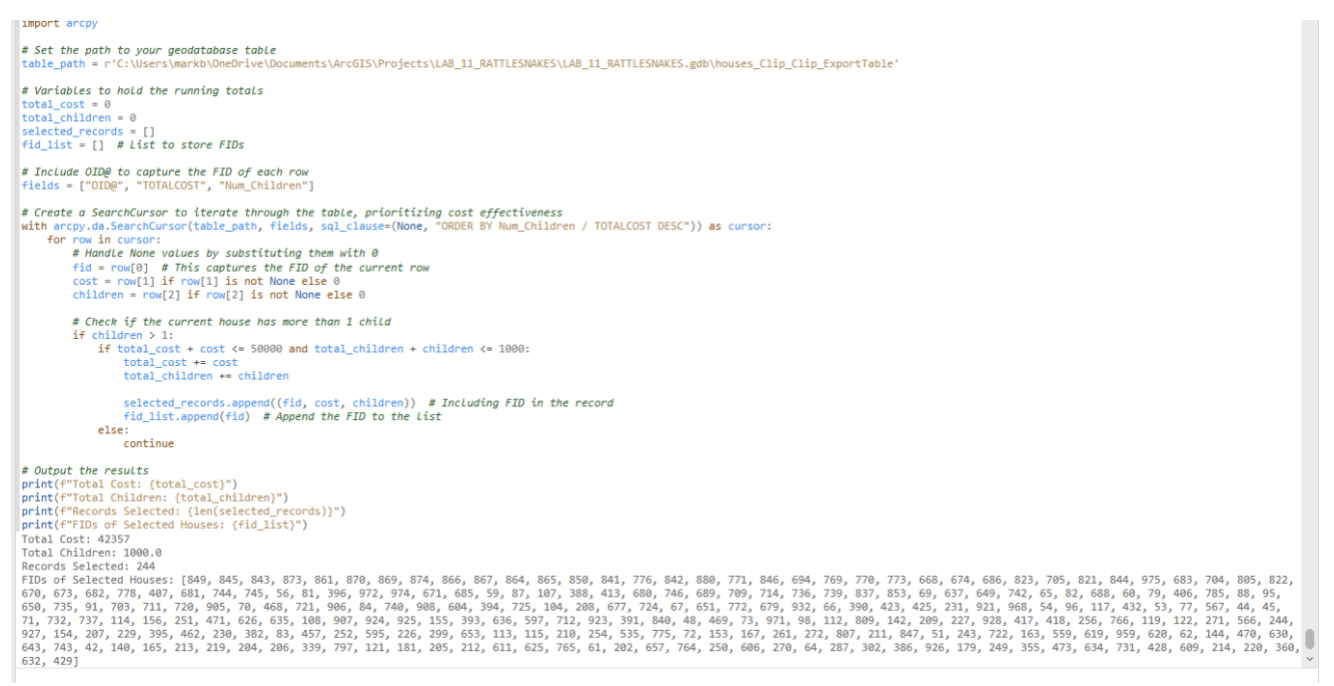 import arcpy
# Set the path to your geodatabase table
table_path = r'C:\Users\markb\OneDrive\Documents\ArcGIS\Projects\LAB_11_RATTLESNAKES\LAB_11_RATTLESNAKES.gdb\houses_Clip_Clip_ExportTable'
# Variables to hold the running totals
total_cost = 0
total_children = 0
selected_records = []
fid_list = []  # List to store FIDs
# Include OID@ to capture the FID of each row
fields = ["OID@", "TOTALCOST", "Num_Children"]
# Create a SearchCursor to iterate through the table, prioritizing cost effectiveness
with arcpy.da.SearchCursor(table_path, fields, sql_clause=(None, "ORDER BY Num_Children / TOTALCOST DESC")) as cursor:
    for row in cursor:
        # Handle None values by substituting them with 0
        fid = row[0]  # This captures the FID of the current row
        cost = row[1] if row[1] is not None else 0
        children = row[2] if row[2] is not None else 0
        # Check if the current house has more than 1 child
        if children > 1:
            if total_cost + cost <= 50000 and total_children + children <= 1000:
                total_cost += cost
                total_children += children
                selected_records.append((fid, cost, children))  # Including FID in the record
                fid_list.append(fid)  # Append the FID to the list
            else:
                continue
# Output the results
print(f"Total Cost: {total_cost}")
print(f"Total Children: {total_children}")
print(f"Records Selected: {len(selected_records)}")
print(f"FIDs of Selected Houses: {fid_list}")
Total Cost: 42357
Total Children: 1000.0
Records Selected: 244
FIDs of Selected Houses: [849, 845, 843, 873, 861, 870, 869, 874, 866, 867, 864, 865, 850, 841, 776, 842, 880, 771, 846, 694, 769, 770, 773, 668, 674, 686, 823, 705, 821, 844, 975, 683, 704, 805, 822,
670, 673, 682, 778, 407, 681, 744, 745, 56, 81, 396, 972, 974, 671, 685, 59, 87, 107, 388, 413, 680, 746, 689, 709, 714, 736, 739, 837, 853, 69, 637, 649, 742, 65, 82, 688, 60, 79, 406, 785, 88, 95,
650, 735, 91, 703, 711, 720, 905, 70, 468, 721, 906, 84, 740, 908, 604, 394, 725, 104, 208, 677, 724, 67, 651, 772, 679, 932, 66, 390, 423, 425, 231, 921, 968, 54, 96, 117, 432, 53, 77, 567, 44, 45,
71, 732, 737, 114, 156, 251, 471, 626, 635, 108, 907, 924, 925, 155, 393, 636, 597, 712, 923, 391, 840, 48, 469, 73, 971, 98, 112, 809, 142, 209, 227, 928, 417, 418, 256, 766, 119, 122, 271, 566, 244,
927, 154, 207, 229, 395, 462, 230, 382, 83, 457, 252, 595, 226, 299, 653, 113, 115, 210, 254, 535, 775, 72, 153, 167, 261, 272, 807, 211, 847, 51, 243, 722, 163, 559, 619, 959, 620, 62, 144, 470, 630,
643, 743, 42, 140, 165, 213, 219, 204, 206, 339, 797, 121, 181, 205, 212, 611, 625, 765, 61, 202, 657, 764, 250, 606, 270, 64, 287, 302, 386, 926, 179, 249, 355, 473, 634, 731, 428, 609, 214, 220, 360,
632, 429]